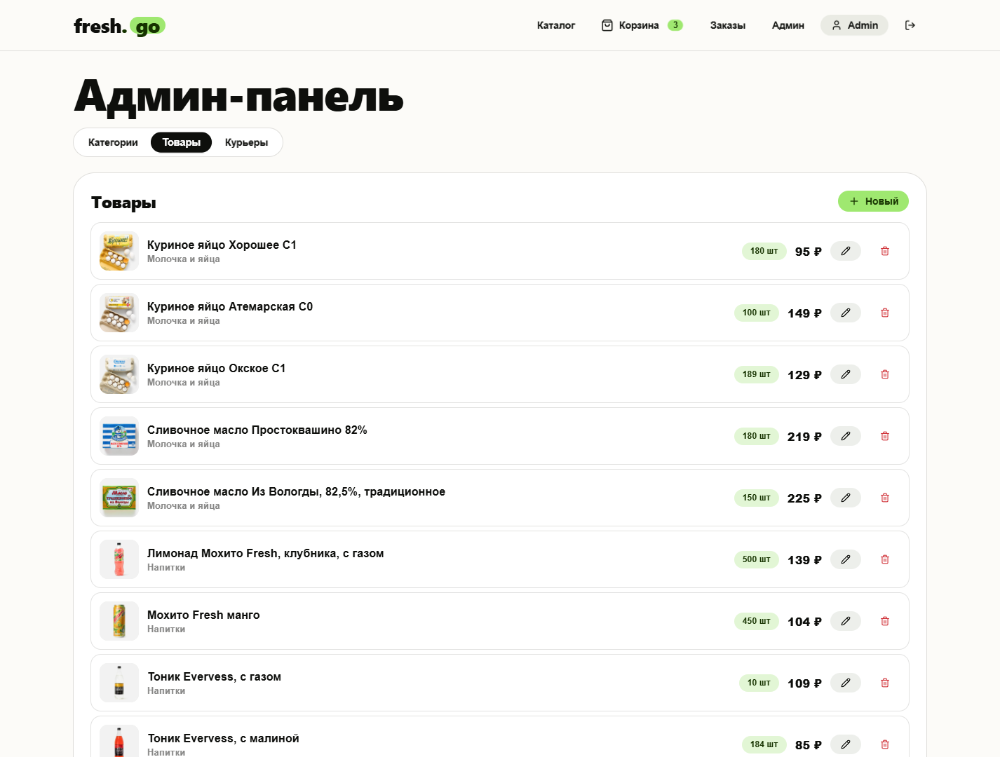 fresh. go
Каталог
Корзина 3
Заказы
Админ
Admin
Админ-панель
Категории
Товары
Курьеры
Товары
+ Новый
Куриное яйцо Хорошее С1
Молочка и яйца
180 шт
95 ₽
Куриное яйцо Атемарская С0
Молочка и яйца
100 шт
149 ₽
Куриное яйцо Окское С1
Молочка и яйца
189 шт
129 ₽
Сливочное масло Простоквашино 82%
Молочка и яйца
180 шт
219 ₽
Сливочное масло Из Вологды, 82,5%, традиционное
Молочка и яйца
150 шт
225 ₽
Лимонад Мохито Fresh, клубника, с газом
Напитки
500 шт
139 ₽
Мохито Fresh манго
Напитки
450 шт
104 ₽
Тоник Evervess, с газом
Напитки
10 шт
109 ₽
Тоник Evervess, с малиной
Напитки
184 шт
85 ₽